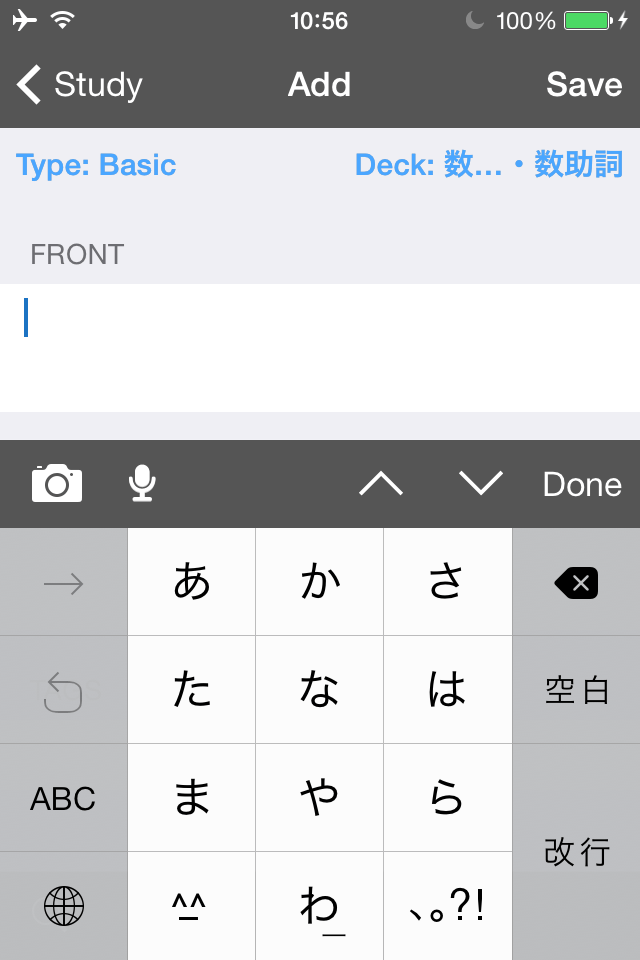 10:56 100%
Study Add Save
Type: Basic Deck: 数... • 数助詞
FRONT
Done
あ か さ
た な は 空白
ABC ま や ら
^_^ わ_ 、。?! 改行